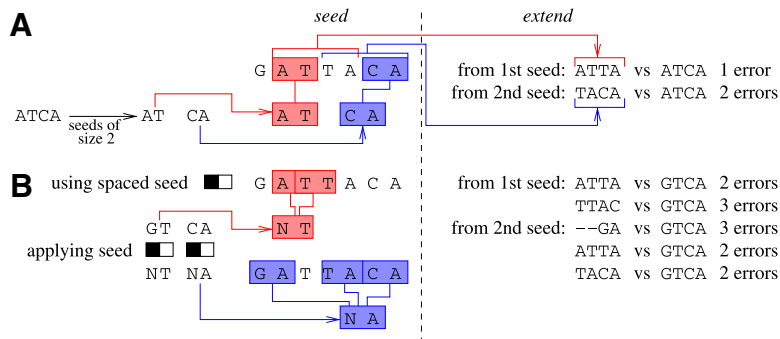 A
seed
extend
G A T T A C A
from 1st seed: ATTA vs ATCA 1 error
from 2nd seed: TACA vs ATCA 2 errors
ATCA
seeds of
size 2
AT CA
A T
C A
B
using spaced seed
G A T T A C A
from 1st seed: ATTA vs GTCA 2 errors
TTAC vs GTCA 3 errors
GT CA
N T
from 2nd seed: --GA vs GTCA 3 errors
applying seed
ATTA vs GTCA 2 errors
NT NA
G A T T A C A
TACA vs GTCA 2 errors
N A